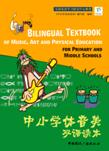 BILINGUAL TEXTBOOK
OF MUSIC, ART AND PHYSICAL EDUCATION
FOR PRIMARY AND
MIDDLE SCHOOLS
中小学体音美
双语读本